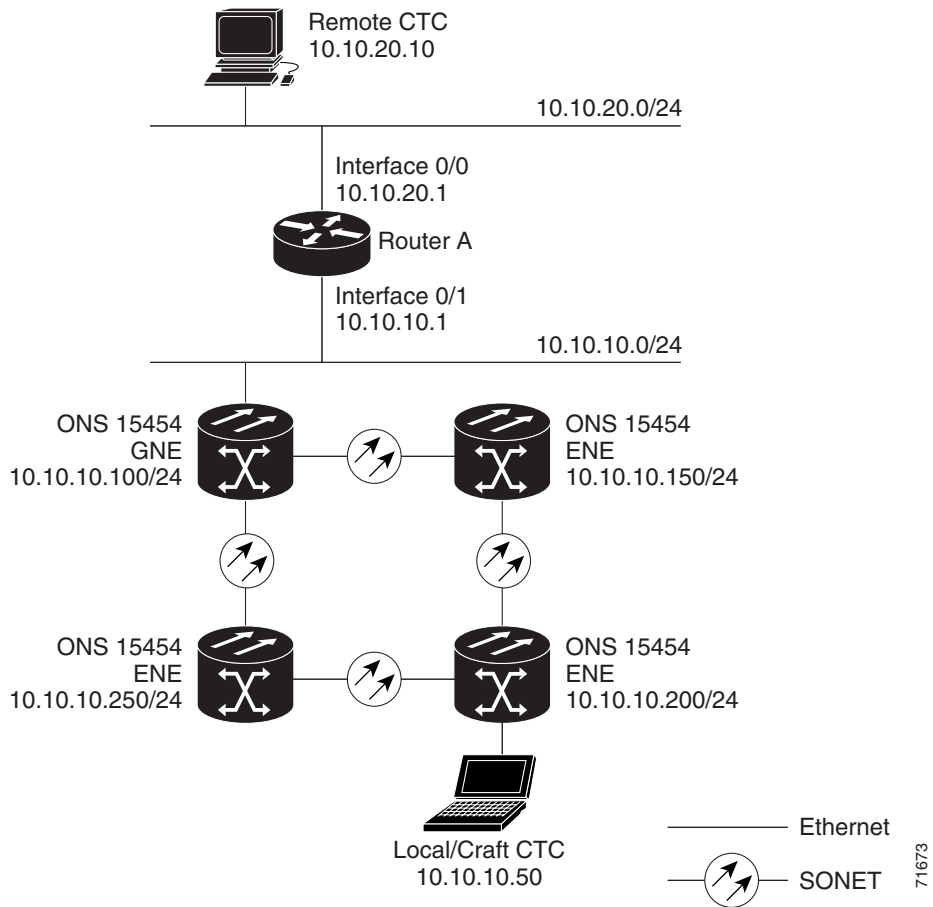 Remote CTC
10.10.20.10
10.10.20.0/24
Interface 0/0
10.10.20.1
Router A
Interface 0/1
10.10.10.1
10.10.10.0/24
ONS 15454
GNE
10.10.10.100/24
ONS 15454
ENE
10.10.10.150/24
ONS 15454
ENE
10.10.10.250/24
ONS 15454
ENE
10.10.10.200/24
Local/Craft CTC
10.10.10.50
Ethernet
SONET
71673